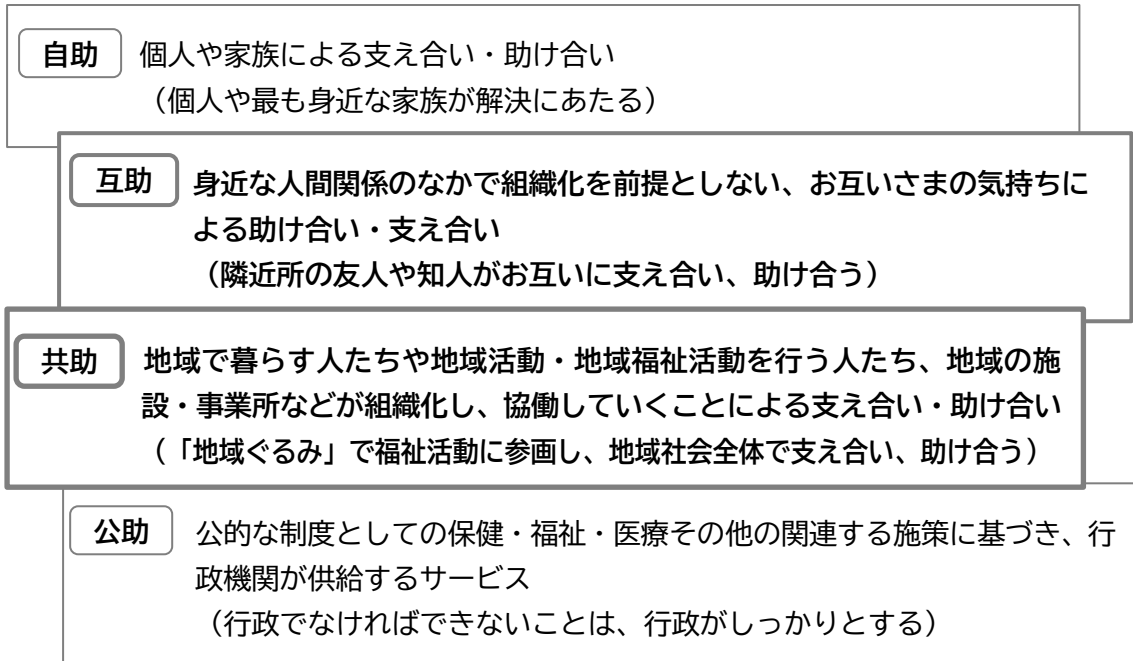 自助 個人や家族による支え合い・助け合い
（個人や最も身近な家族が解決にあたる）
互助 身近な人間関係のなかで組織化を前提としない、お互いさまの気持ちに
よる助け合い・支え合い
（隣近所の友人や知人がお互いに支え合い、助け合う）
共助 地域で暮らす人たちや地域活動・地域福祉活動を行う人たち、地域の施
設・事業所などが組織化し、協働していくことによる支え合い・助け合い
（「地域ぐるみ」で福祉活動に参画し、地域社会全体で支え合い、助け合う）
公助 公的な制度としての保健・福祉・医療その他の関連する施策に基づき、行
政機関が供給するサービス
（行政でなければできないことは、行政がしっかりとする）